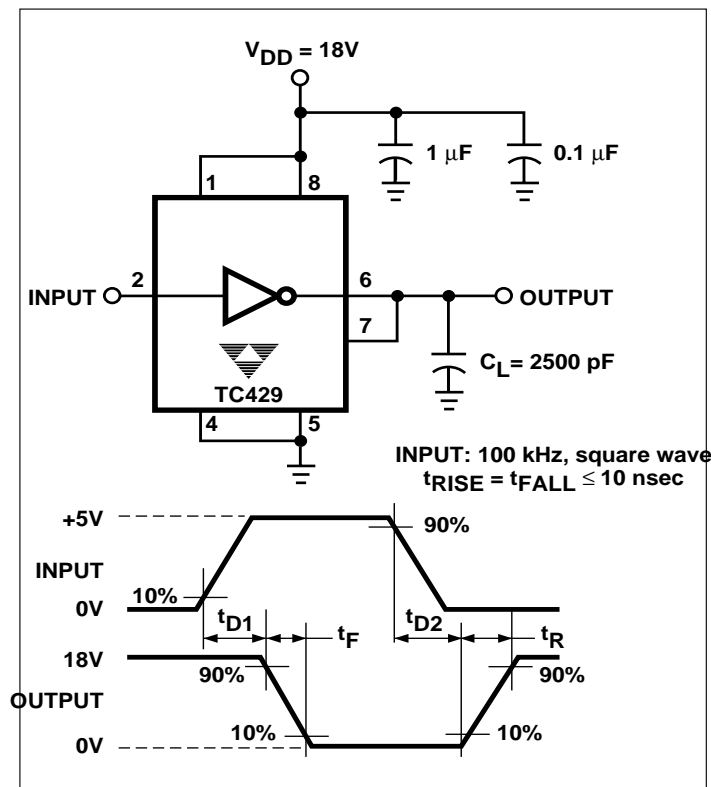 VDD = 18V
1 µF
0.1 µF
1
8
2
6
INPUT
OUTPUT
7
CL = 2500 pF
TC429
4
5
INPUT: 100 kHz, square wave
tRISE = tFALL ≤ 10 nsec
+5V
90%
INPUT
10%
0V
tD1
tF
tD2
tR
18V
90%
90%
OUTPUT
10%
10%
0V